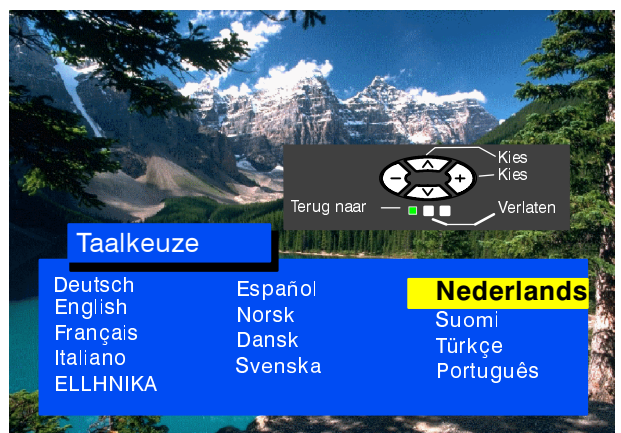 Kies
Kies
Terug naar
Verlaten
Taalkeuze
Deutsch
English
Français
Italiano
ELLHNIKA
Español
Norsk
Dansk
Svenska
Nederlands
Suomi
Türkçe
Português